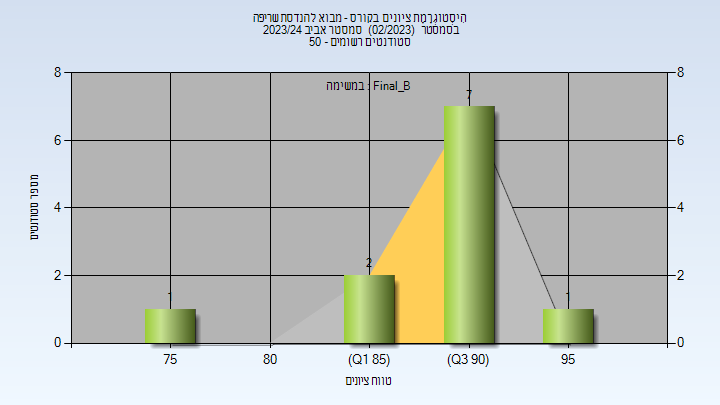 היסטוגרמת ציונים בקורס - מבוא להנדסת שריפה
בסמסטר (02/2023) סמסטר אביב 2023/24
סטודנטים רשומים - 50
במשימה : Final_B
מספר סטודנטים
8 8
6 6
4 4
2 2
0 0
1 2 7 1
75 80 (Q1 85) (Q3 90) 95
טווח ציונים